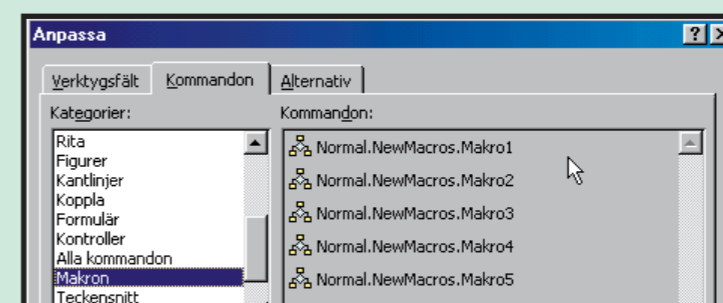 Anpassa
Verktygsfält Kommandon Alternativ
Kategorier:
Rita
Figurer
Kantlinjer
Koppla
Formulär
Kontroller
Alla kommandon
Makron
Teckensnitt
Kommandon:
Normal.NewMacros.Makro1
Normal.NewMacros.Makro2
Normal.NewMacros.Makro3
Normal.NewMacros.Makro4
Normal.NewMacros.Makro5